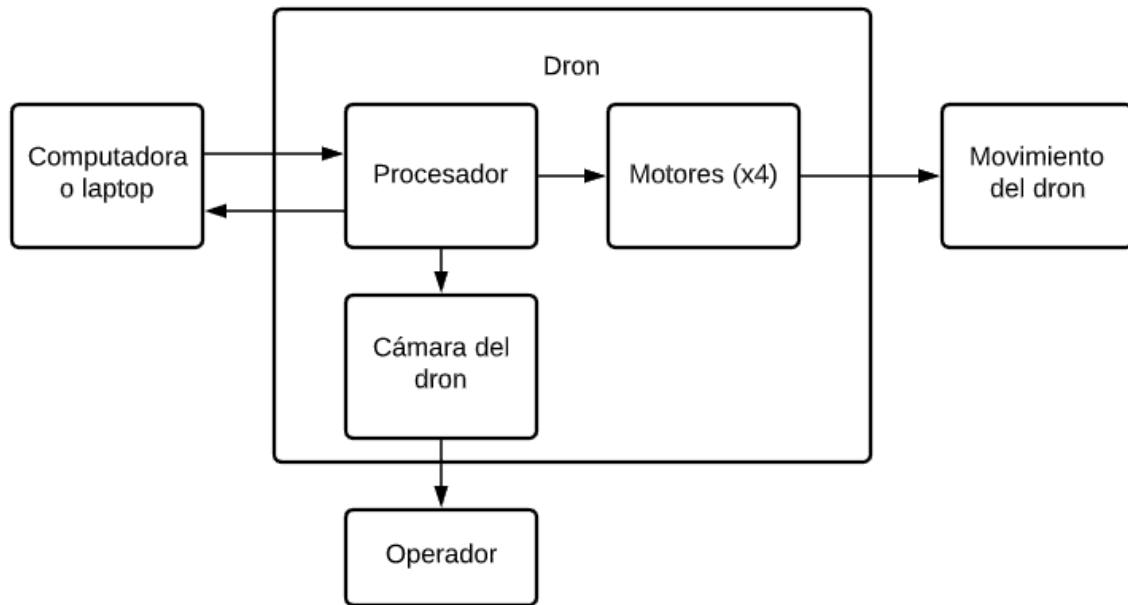 Dron
Computadora
o laptop
Procesador
Motores (x4)
Movimiento
del dron
Cámara del
dron
Operador